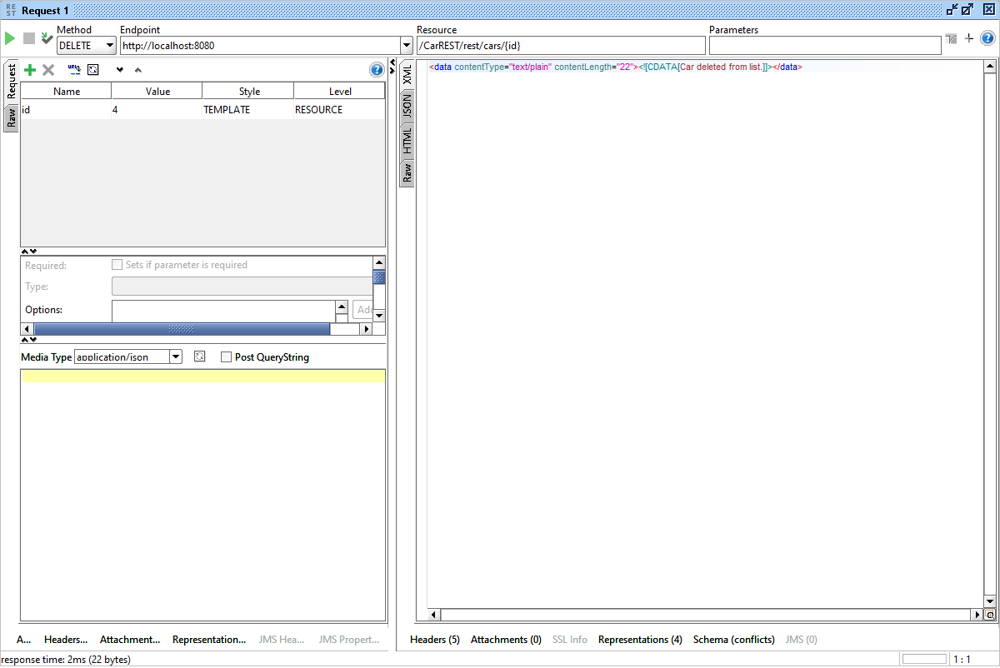 RE
ST
Request 1
Method
Endpoint
Resource
Parameters
DELETE
http://localhost:8080
/CarREST/rest/cars/{id}
Request
Raw
Name Value Style Level
id 4 TEMPLATE RESOURCE
Required: Sets if parameter is required
Type:
Options:
Add
Media Type application/json Post QueryString
A... Headers... Attachment... Representation... JMS Hea... JMS Propert...
response time: 2ms (22 bytes)
XML
JSON
HTML
Raw
<data contentType="text/plain" contentLength="22"><![CDATA[Car deleted from list.]]></data>
Headers (5) Attachments (0) SSL Info Representations (4) Schema (conflicts) JMS (0)
1 : 1